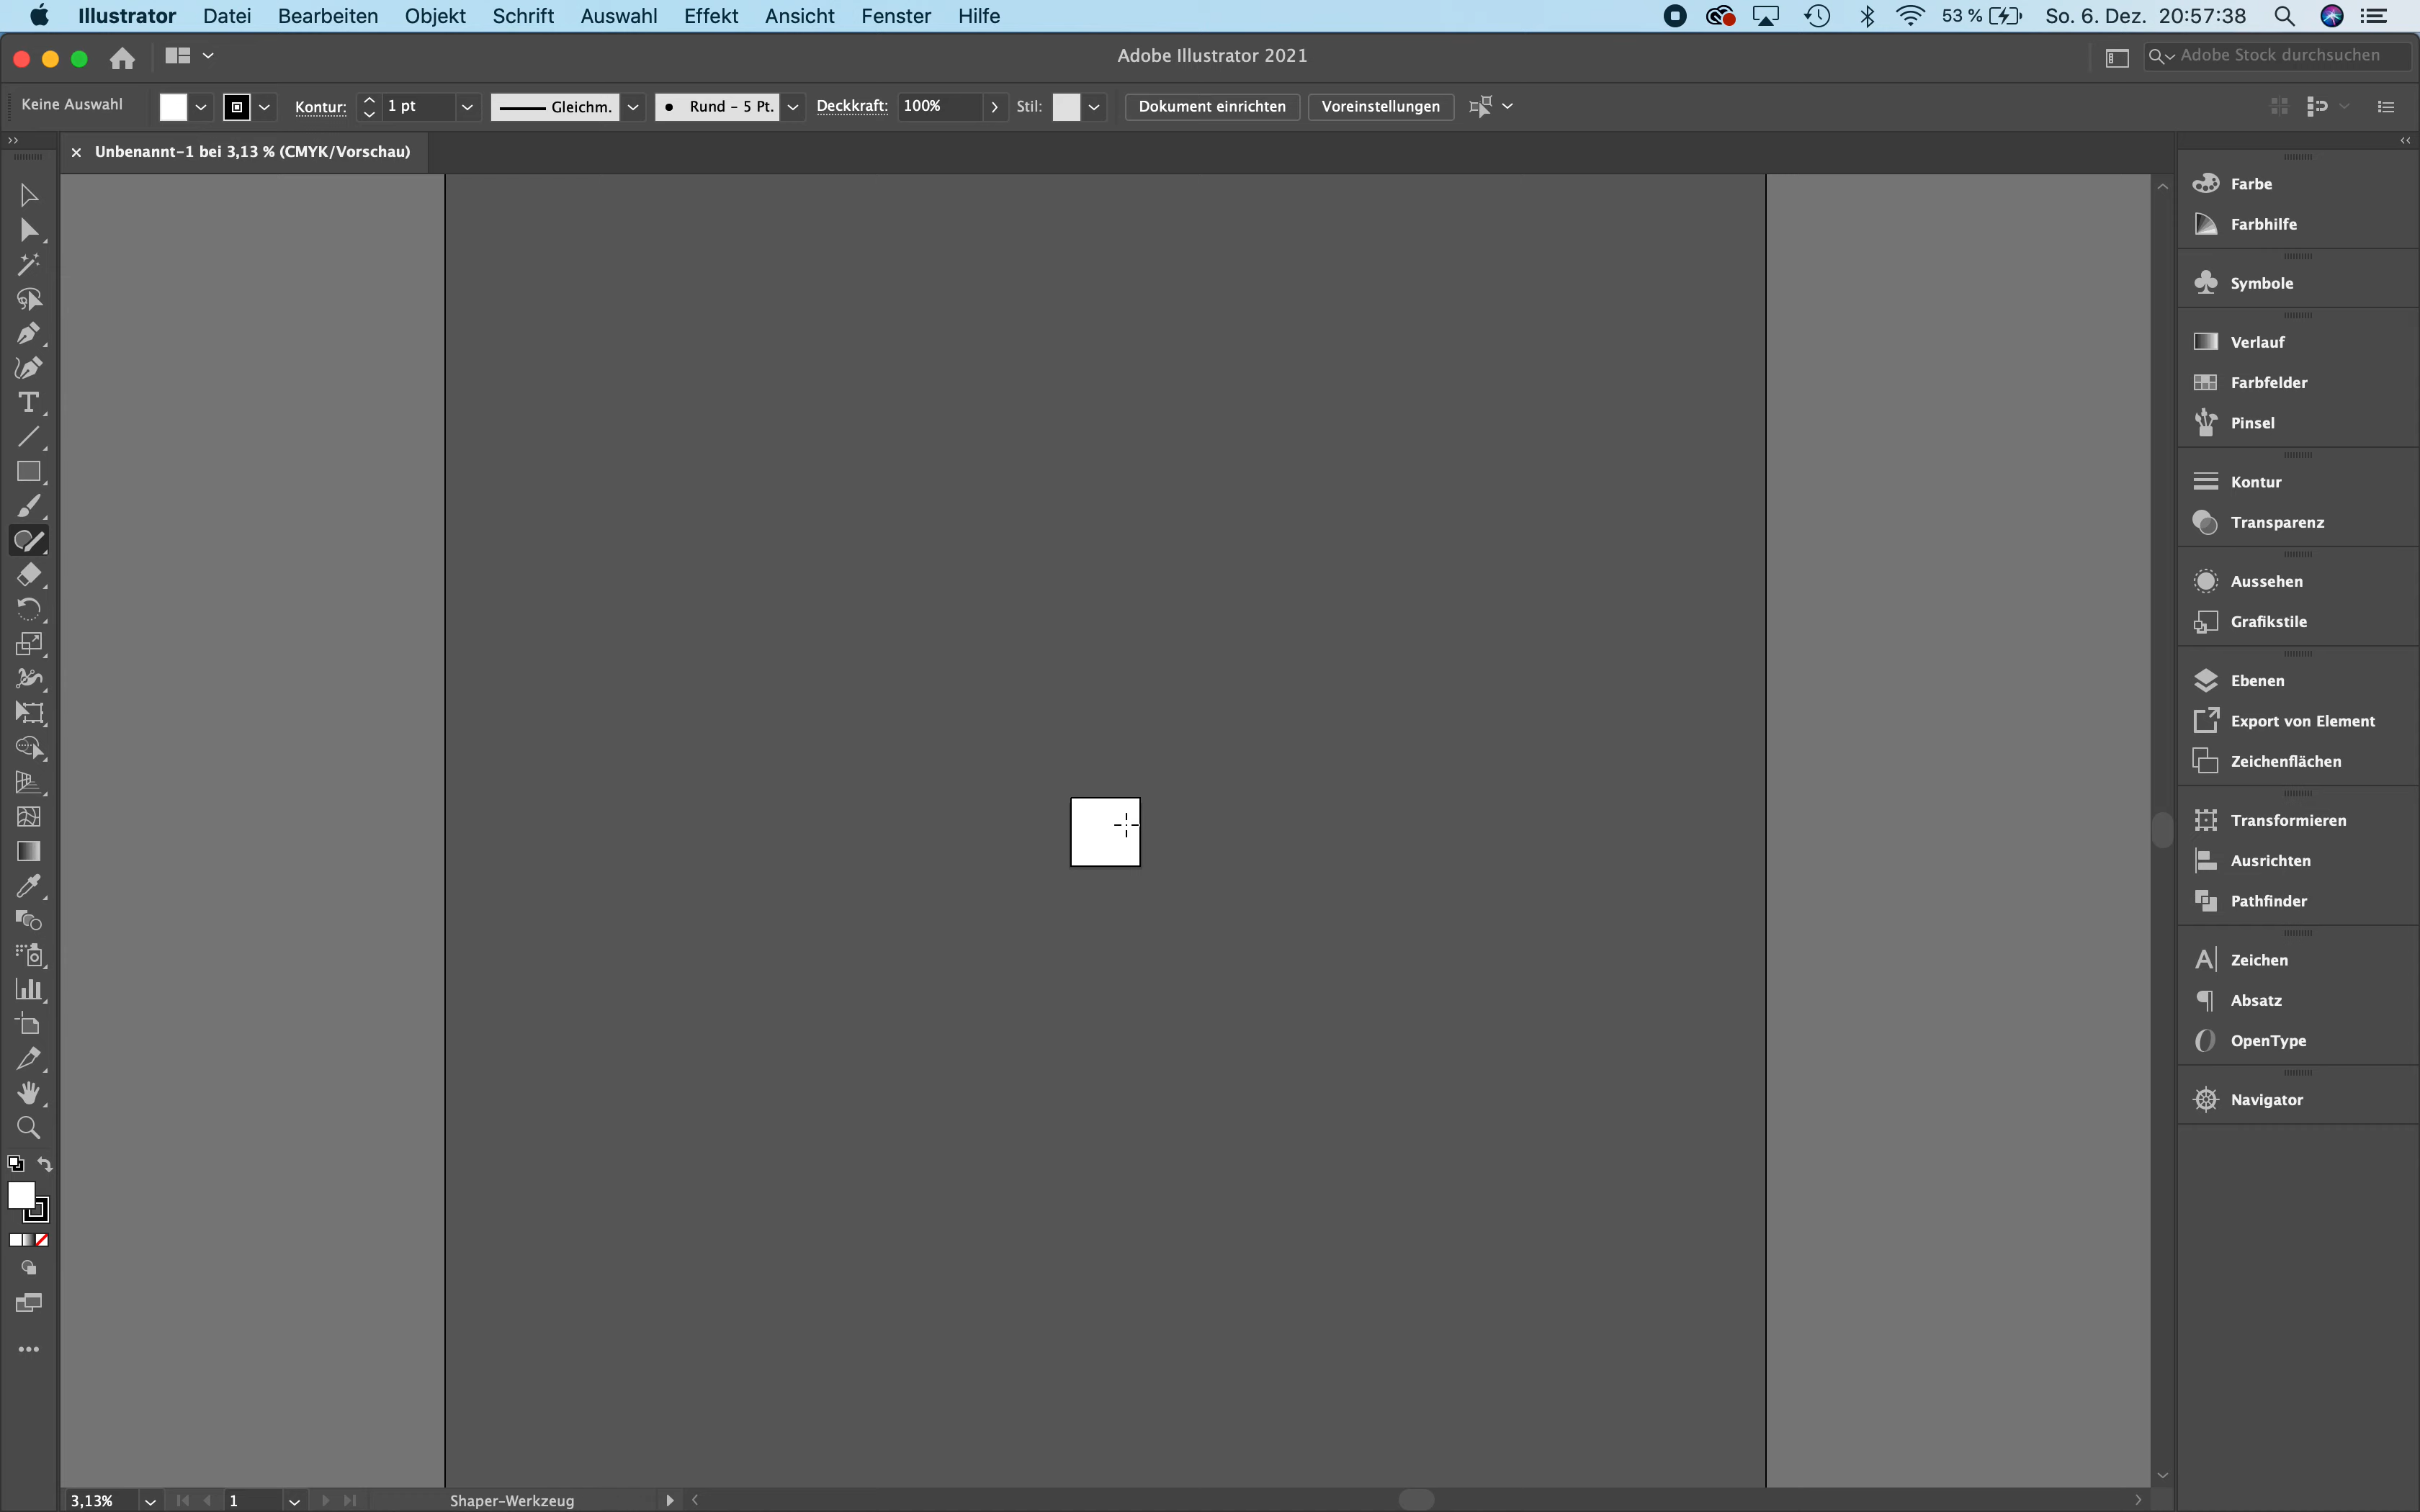 Illustrator Datei Bearbeiten Objekt Schrift Auswahl Effekt Ansicht Fenster Hilfe 53 % So. 6. Dez. 20:57:38
Adobe Illustrator 2021 Adobe Stock durchsuchen
Keine Auswahl Kontur: 1 pt Gleichm. Rund - 5 Pt. Deckkraft: 100% Stil: Dokument einrichten Voreinstellungen
Unbenannt-1 bei 3,13 % (CMYK/Vorschau)
Farbe
Farbhilfe
Symbole
Verlauf
Farbfelder
Pinsel
Kontur
Transparenz
Aussehen
Grafikstile
Ebenen
Export von Element
Zeichenflächen
Transformieren
Ausrichten
Pathfinder
Zeichen
Absatz
OpenType
Navigator
3,13% 1 Shaper-Werkzeug